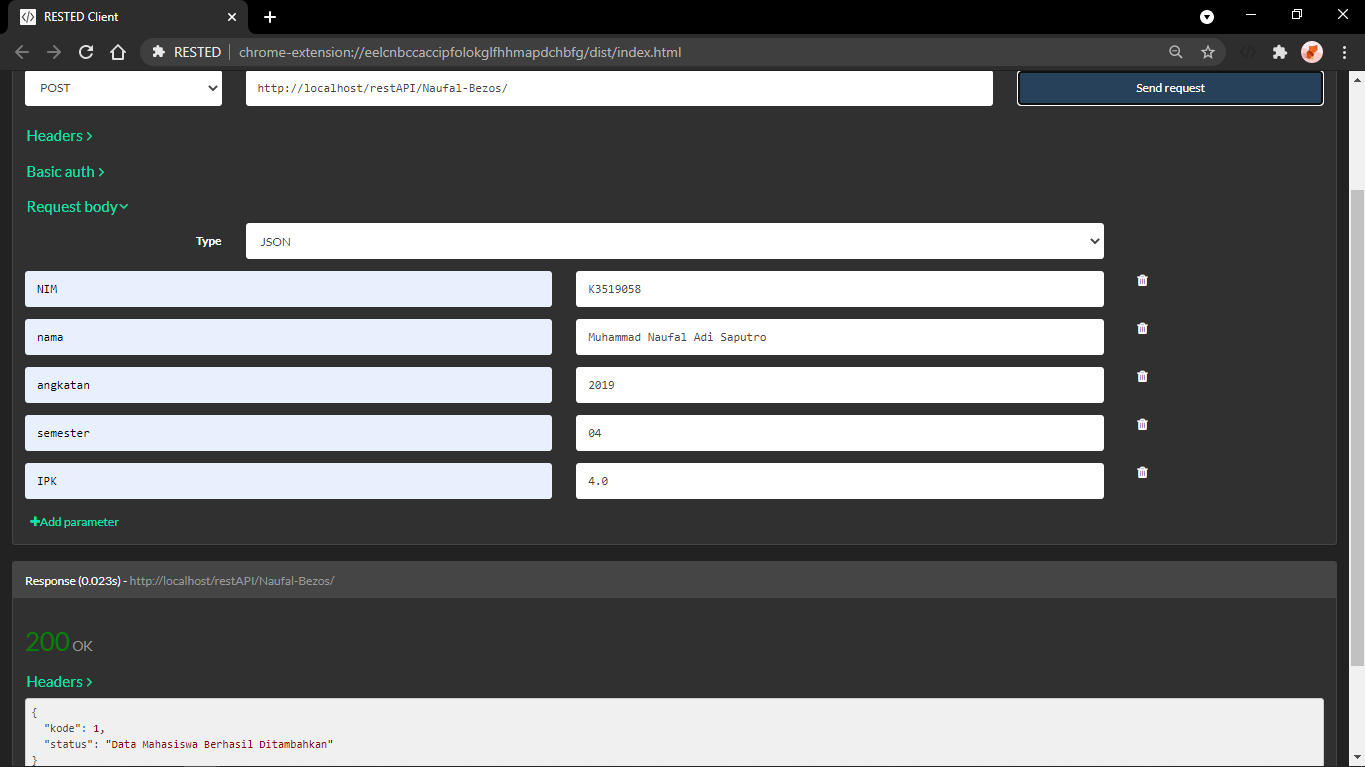 RESTED Client
RESTED chrome-extension://eelcnbccaccipfolokglfhhmapdchbfg/dist/index.html
POST http://localhost/restAPI/Naufal-Bezos/ Send request
Headers
Basic auth
Request body
Type JSON
NIM K3519058
nama Muhammad Naufal Adi Saputro
angkatan 2019
semester 04
IPK 4.0
+Add parameter
Response (0.023s) - http://localhost/restAPI/Naufal-Bezos/
200 OK
Headers
{
"kode": 1,
"status": "Data Mahasiswa Berhasil Ditambahkan"
}